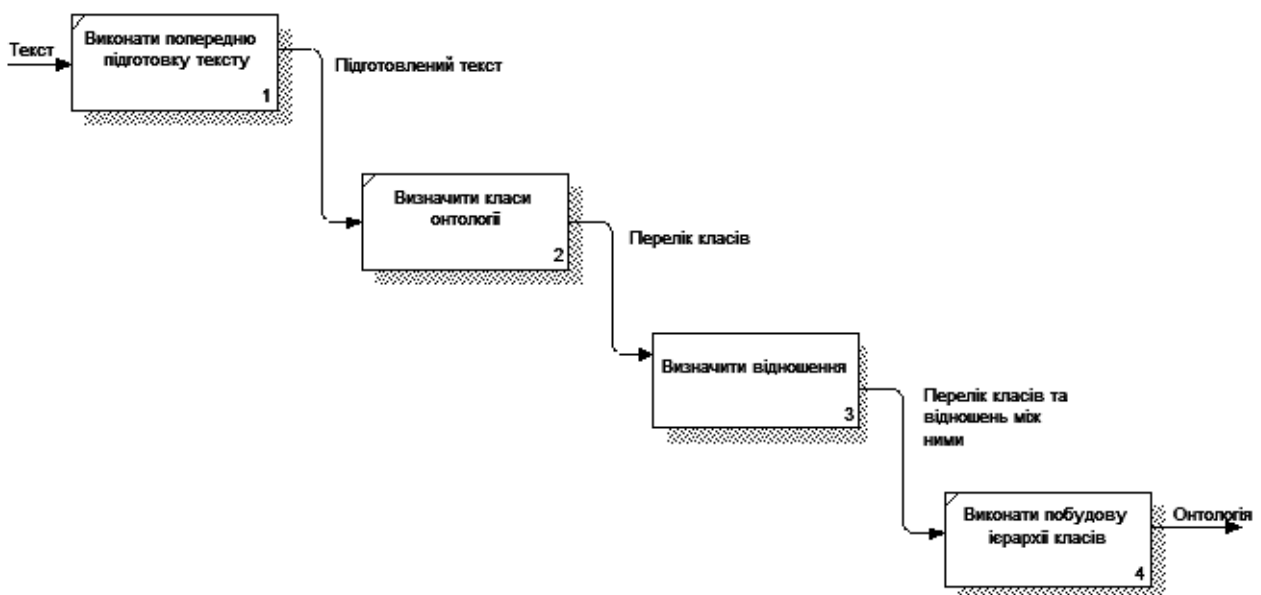 Текст
Виконати попередню
підготовку тексту
1
Підготовлений текст
Визначити класи
онтології
2
Перелік класів
Визначити відношення
3
Перелік класів та
відношень між
ними
Виконати побудову
ієрархії класів
4
Онтологія